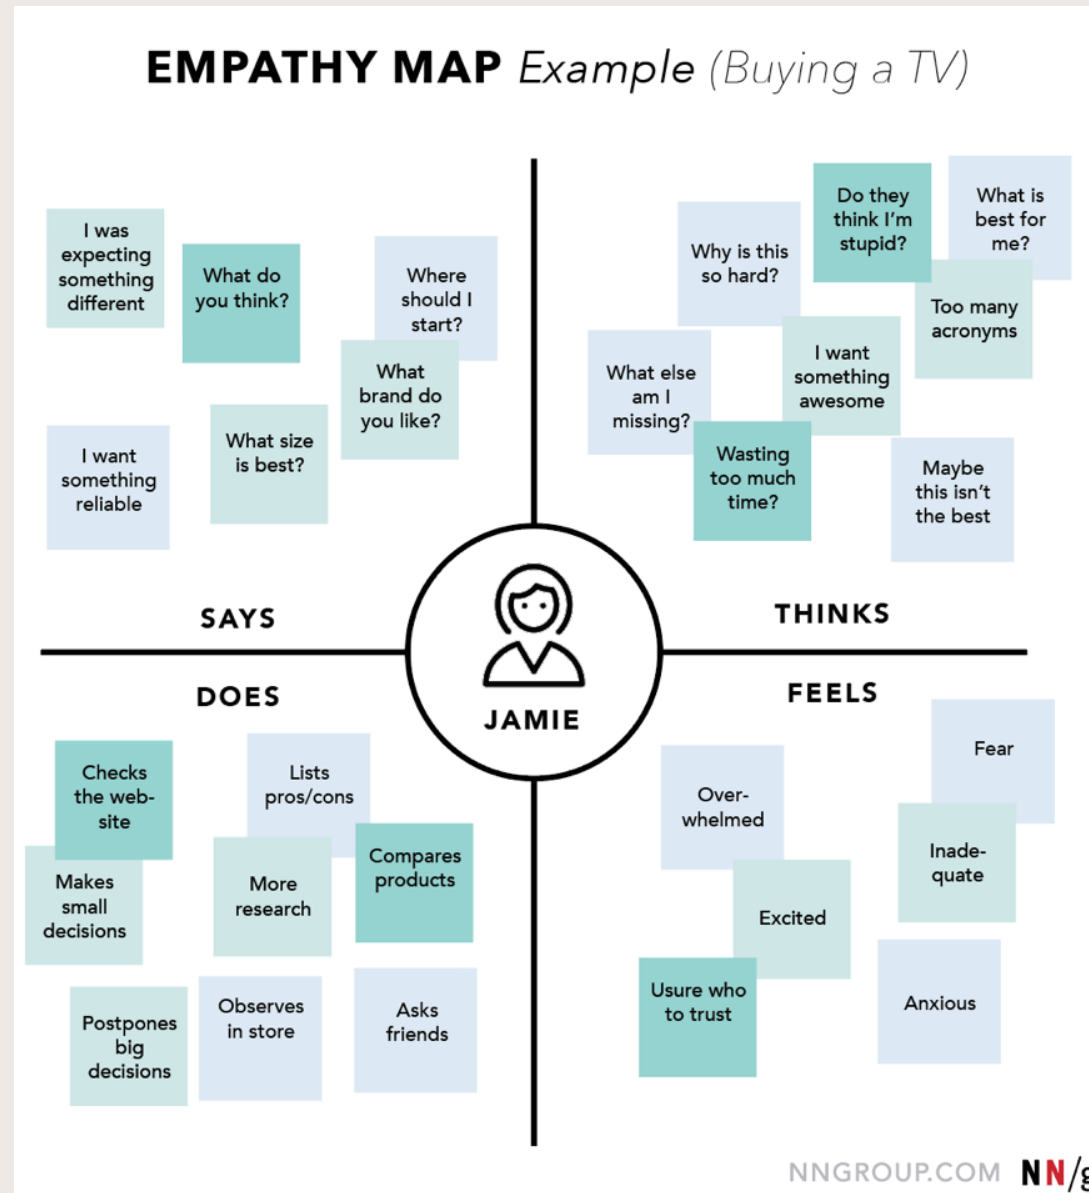 EMPATHY MAP Example (Buying a TV)
I was
expecting
something
different
What do
you think?
Where
should I
start?
What
brand do
you like?
What size
is best?
I want
something
reliable
SAYS
Why is this
so hard?
Do they
think I'm
stupid?
What is
best for
me?
Too many
acronyms
I want
something
awesome
What else
am I
missing?
Wasting
too much
time?
Maybe
this isn't
the best
THINKS
JAMIE
DOES
Checks
the web-
site
Lists
pros/cons
Compares
products
Makes
small
decisions
More
research
Postpones
big
decisions
Observes
in store
Asks
friends
FEELS
Over-
whelmed
Fear
Inade-
quate
Excited
Usure who
to trust
Anxious
NNGROUP.COM NN/g